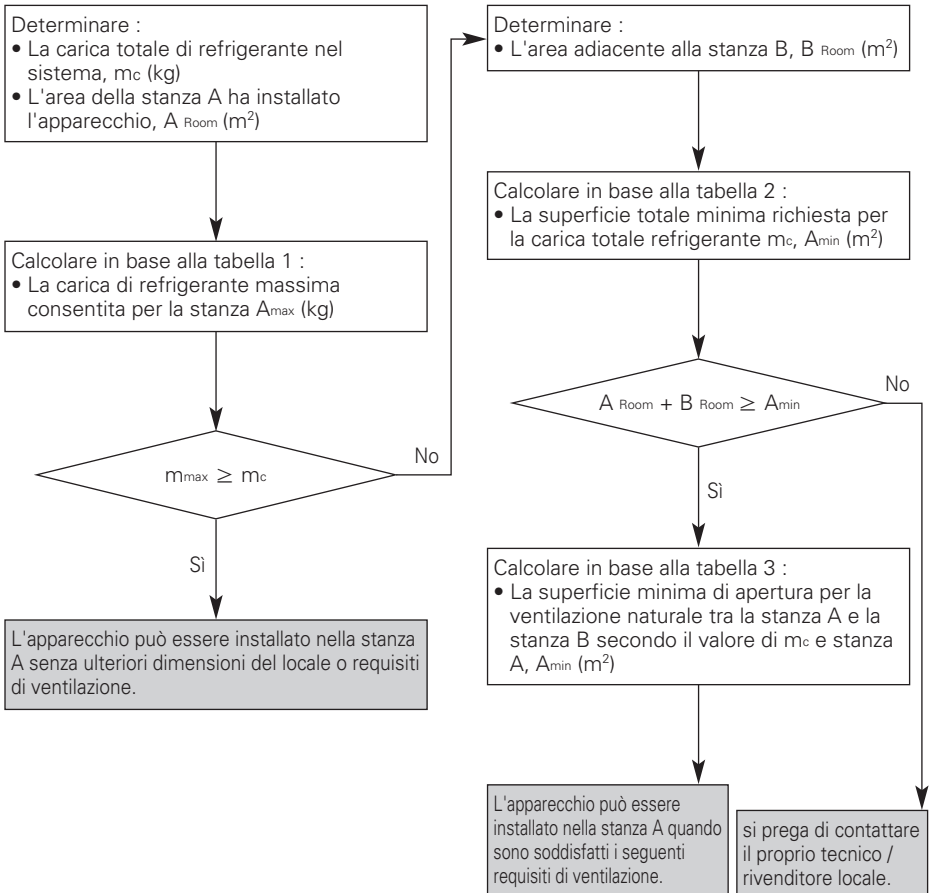 Determinare :
• La carica totale di refrigerante nel
sistema, mc (kg)
• L'area della stanza A ha installato
l'apparecchio, A Room (m²)
Calcolare in base alla tabella 1 :
• La carica di refrigerante massima
consentita per la stanza Amax (kg)
mmax ≥ mc
No
Sì
L'apparecchio può essere installato nella stanza
A senza ulteriori dimensioni del locale o requisiti
di ventilazione.
Determinare :
• L'area adiacente alla stanza B, B Room (m²)
Calcolare in base alla tabella 2 :
• La superficie totale minima richiesta per
la carica totale refrigerante mc, Amin (m²)
A Room + B Room ≥ Amin
No
Sì
Calcolare in base alla tabella 3 :
• La superficie minima di apertura per la
ventilazione naturale tra la stanza A e la
stanza B secondo il valore di mc e stanza
A, Amin (m²)
L'apparecchio può essere
installato nella stanza A quando
sono soddisfatti i seguenti
requisiti di ventilazione.
si prega di contattare
il proprio tecnico /
rivenditore locale.